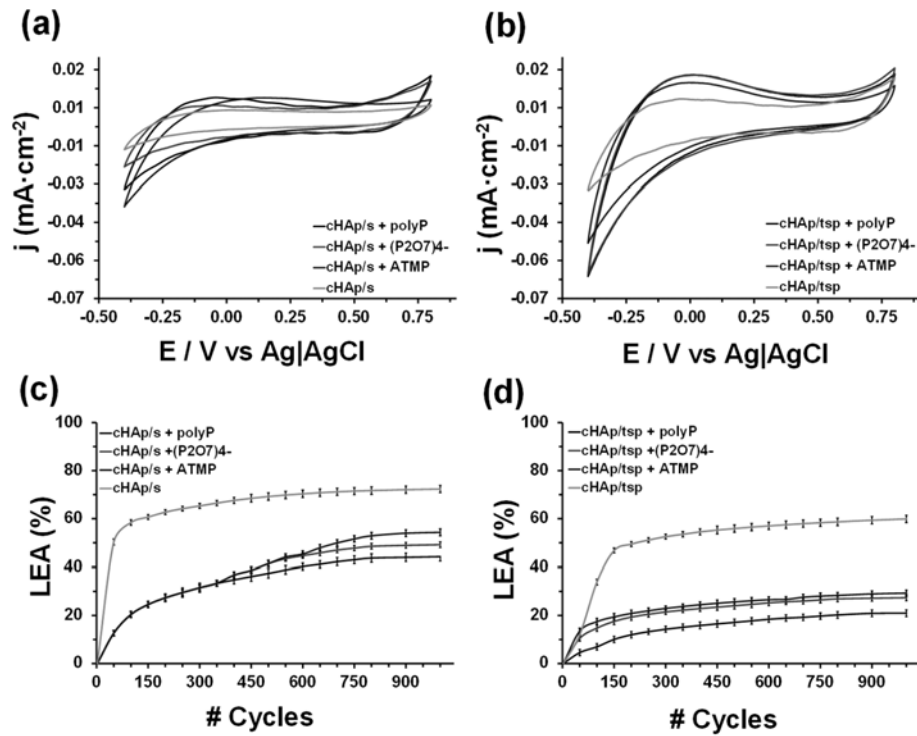 (a)
0.02
0.01
-0.01
-0.03
-0.04
-0.06
-0.07
j (mA·cm-2)
cHAp/s + polyP
cHAp/s + (P2O7)4-
cHAp/s + ATMP
cHAp/s
-0.50 -0.25 0.00 0.25 0.50 0.75
E / V vs Ag|AgCl
(b)
0.02
0.01
-0.01
-0.03
-0.04
-0.06
-0.07
j (mA·cm-2)
cHAp/tsp + polyP
cHAp/tsp + (P2O7)4-
cHAp/tsp + ATMP
cHAp/tsp
-0.50 -0.25 0.00 0.25 0.50 0.75
E / V vs Ag|AgCl
(c)
100
80
60
40
20
0
LEA (%)
cHAp/s + polyP
cHAp/s +(P2O7)4-
cHAp/s + ATMP
cHAp/s
0 150 300 450 600 750 900
# Cycles
(d)
100
80
60
40
20
0
LEA (%)
cHAp/tsp + polyP
cHAp/tsp +(P2O7)4-
cHAp/tsp + ATMP
cHAp/tsp
0 150 300 450 600 750 900
# Cycles